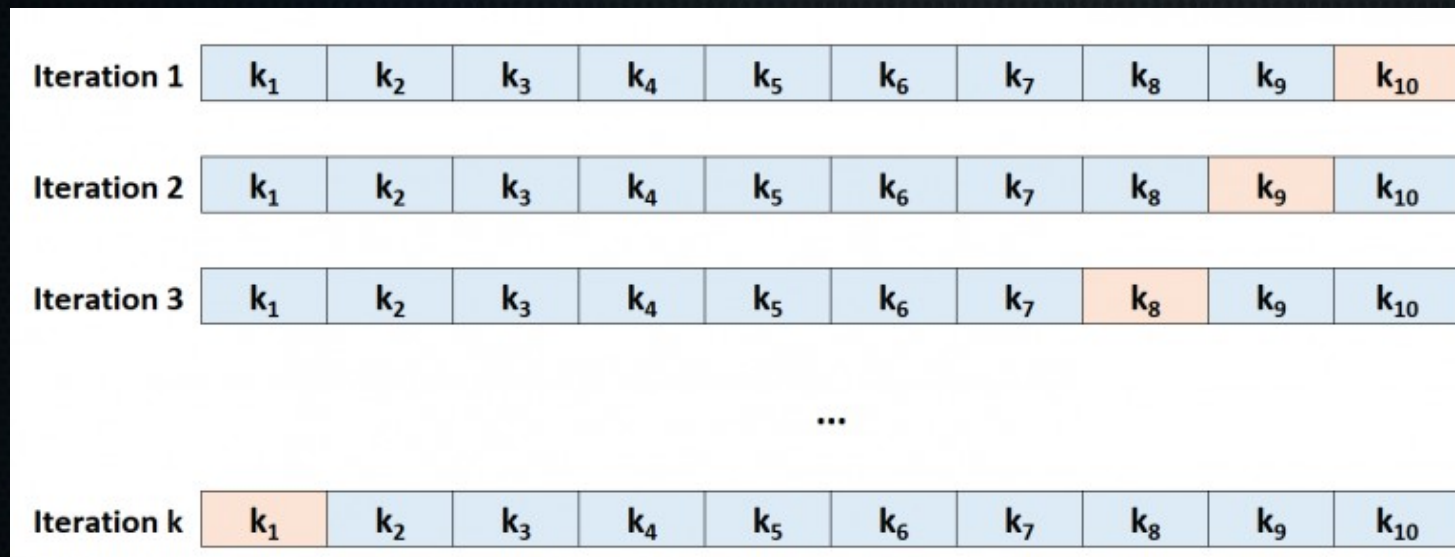 Iteration 1 k₁ k₂ k₃ k₄ k₅ k₆ k₇ k₈ k₉ k₁₀
Iteration 2 k₁ k₂ k₃ k₄ k₅ k₆ k₇ k₈ k₉ k₁₀
Iteration 3 k₁ k₂ k₃ k₄ k₅ k₆ k₇ k₈ k₉ k₁₀
...
Iteration k k₁ k₂ k₃ k₄ k₅ k₆ k₇ k₈ k₉ k₁₀